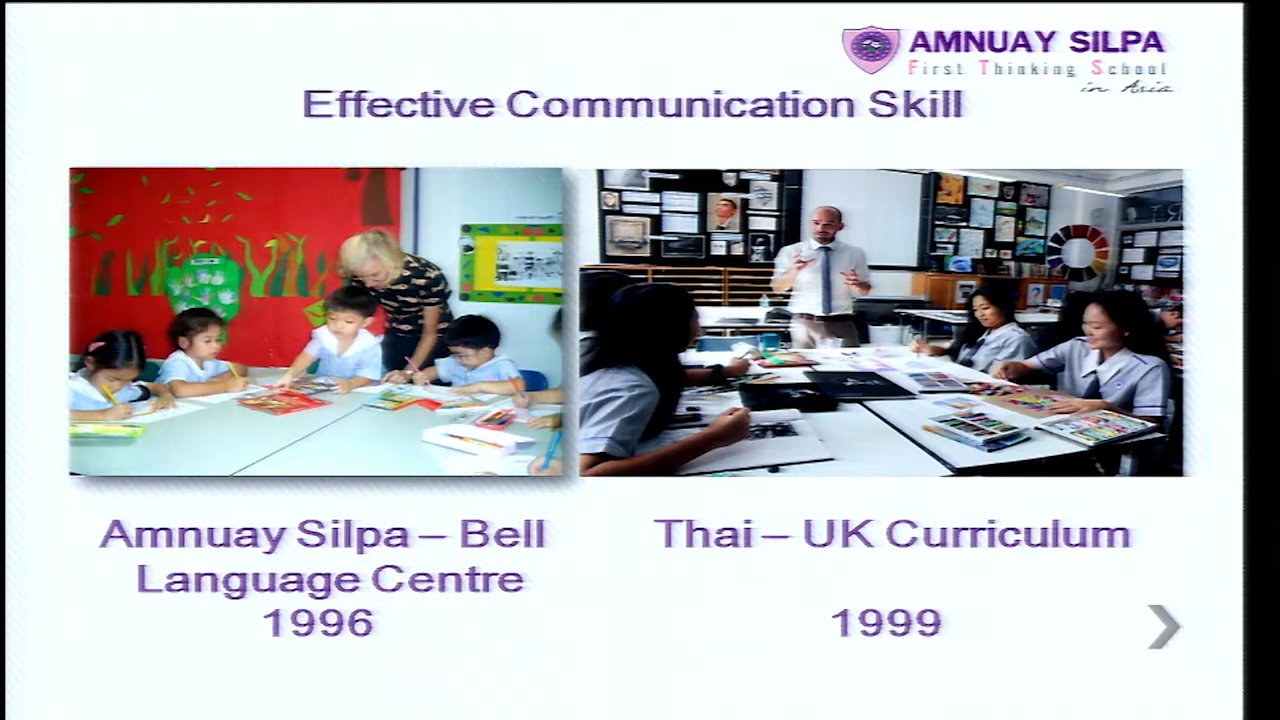 AMNUAY SILPA
First Thinking School
in Asia
Effective Communication Skill
Amnuay Silpa – Bell
Language Centre
1996
Thai – UK Curriculum
1999